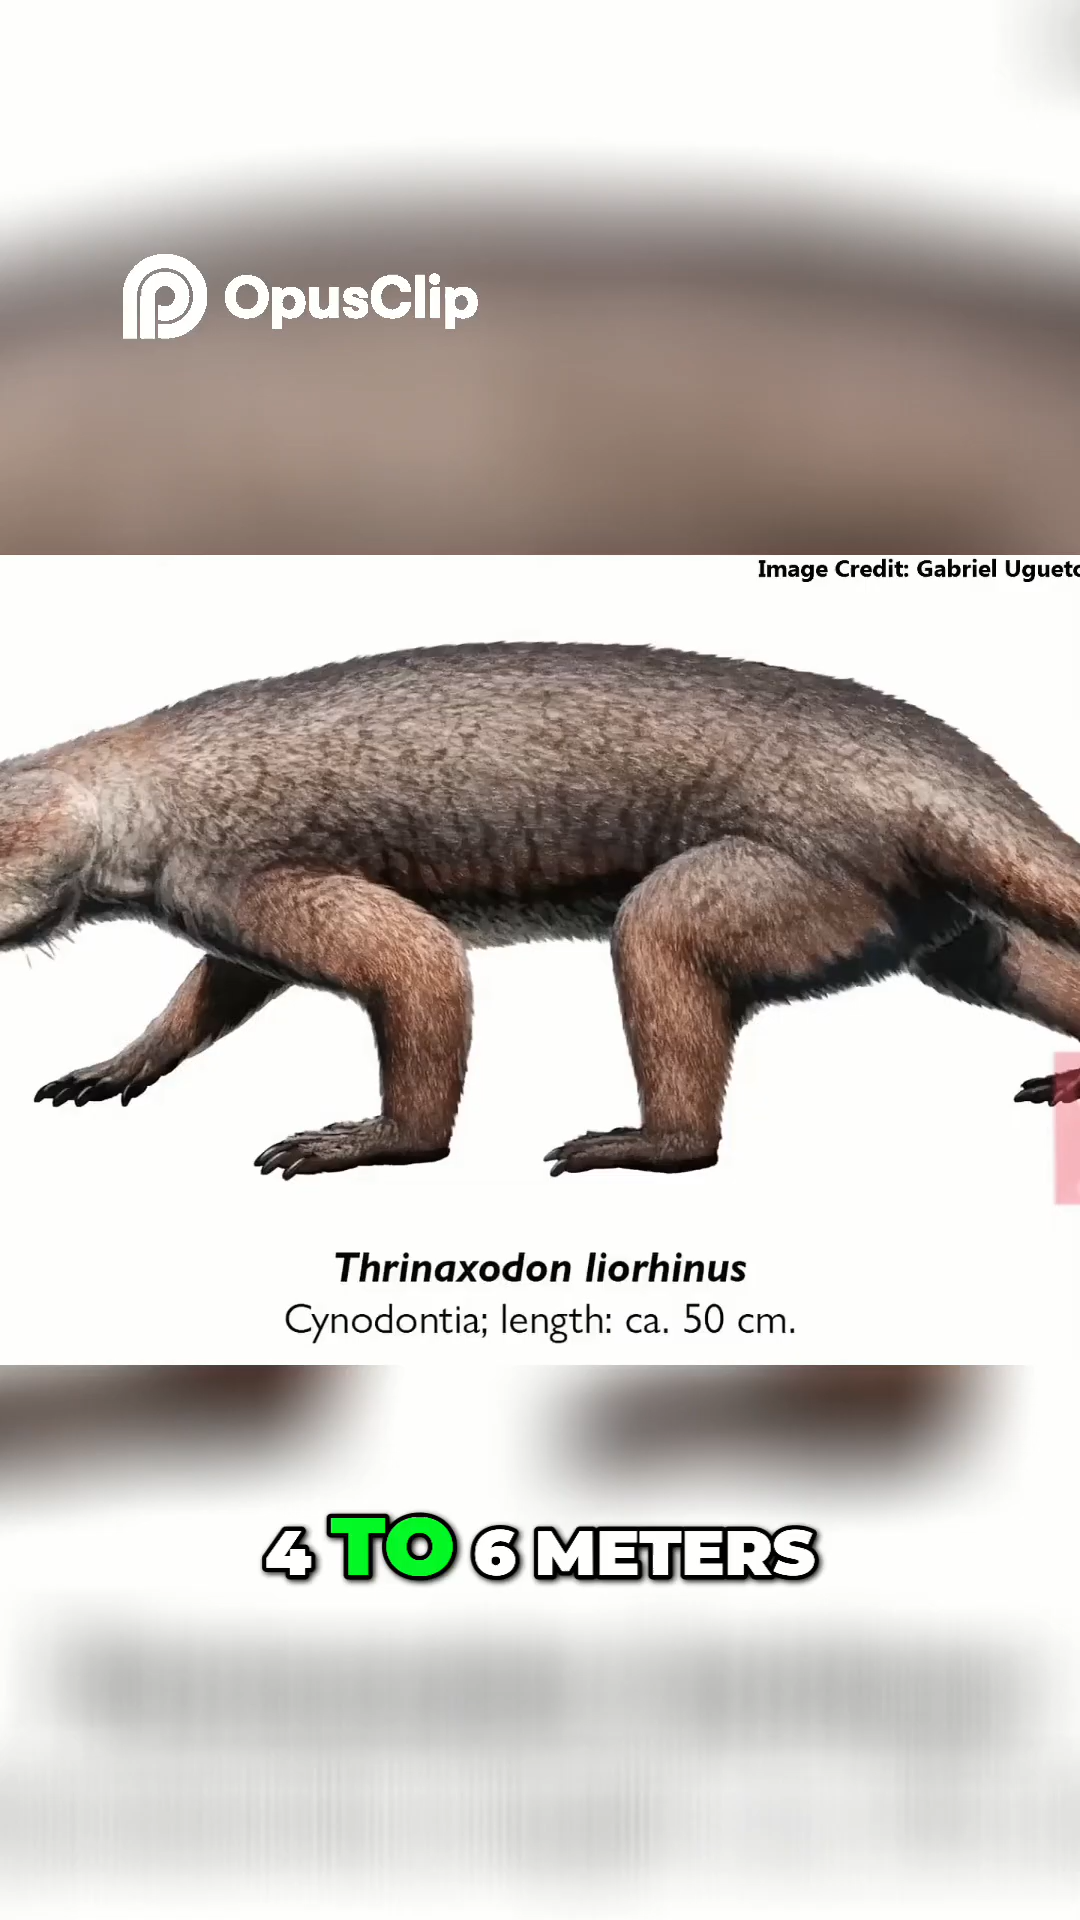 OpusClip
Image Credit: Gabriel Ugueto
Thrinaxodon liorhinus
Cynodontia; length: ca. 50 cm.
4 TO 6 METERS